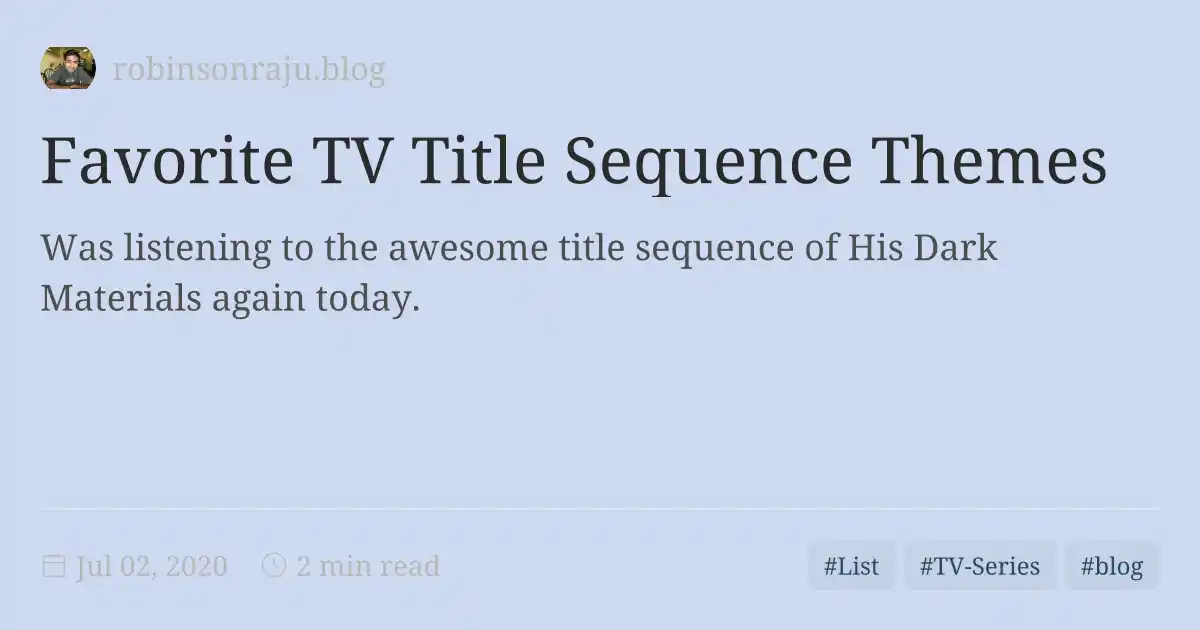 robinsonraju.blog
Favorite TV Title Sequence Themes
Was listening to the awesome title sequence of His Dark
Materials again today.
Jul 02, 2020
2 min read
#List
#TV-Series
#blog